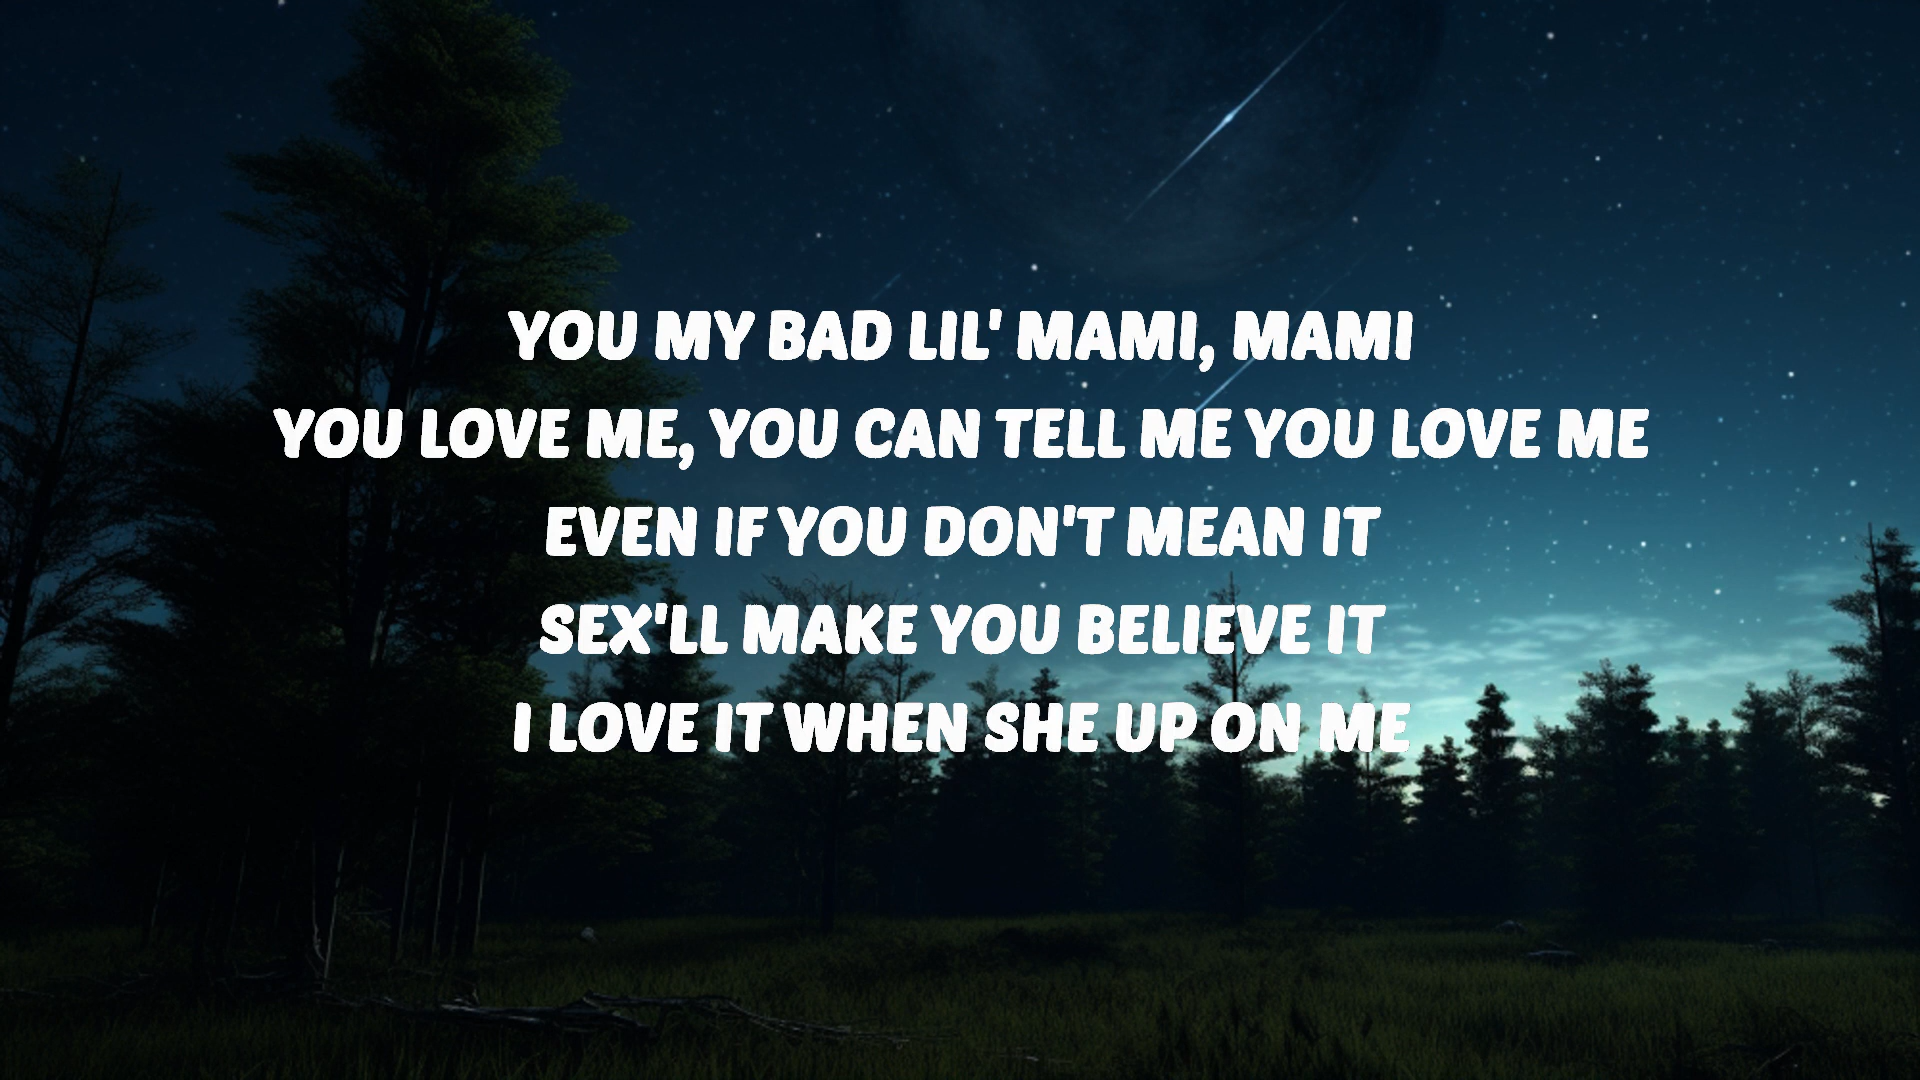 YOU MY BAD LIL' MAMI, MAMI
YOU LOVE ME, YOU CAN TELL ME YOU LOVE ME
EVEN IF YOU DON'T MEAN IT
SEX'LL MAKE YOU BELIEVE IT
I LOVE IT WHEN SHE UP ON ME